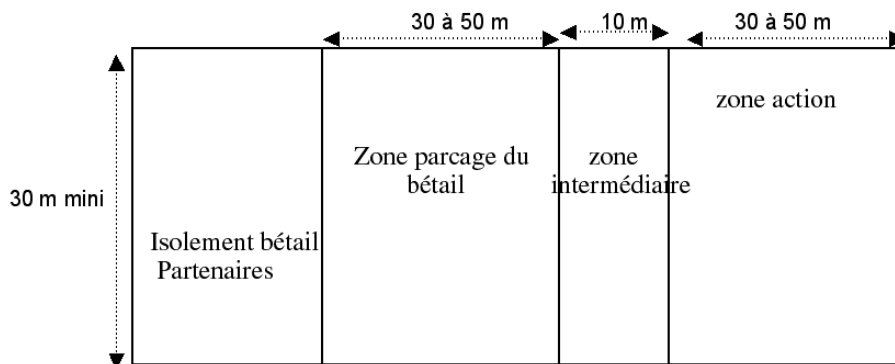 30 à 50 m
10 m
30 à 50 m
zone action
Zone parcage du
bétail
zone
intermédiaire
30 m mini
Isolement bétail
Partenaires